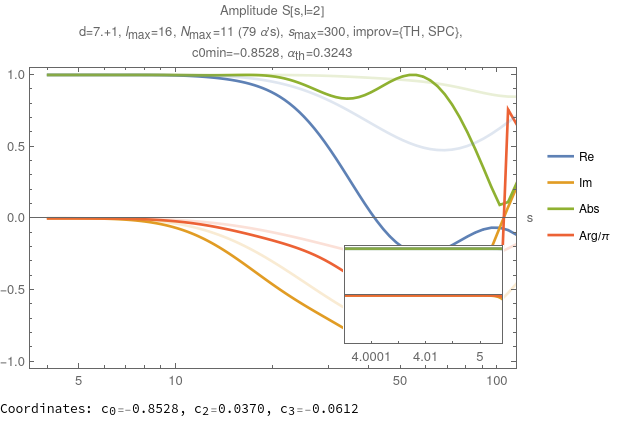 Amplitude S[s,l=2]
d=7.+1, lmax=16, Nmax=11 (79 α's), smax=300, improv={TH, SPC},
c0min=-0.8528, αth=0.3243
1.0
0.5
0.0
-0.5
-1.0
s
4.0001 4.01 5
5 10 50 100
Re
Im
Abs
Arg/π
Coordinates: c0=-0.8528, c2=0.0370, c3=-0.0612